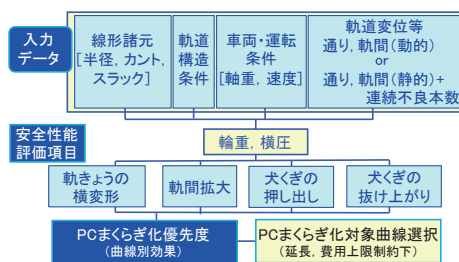 入力
データ
線形諸元
[半径, カント,
スラック]
軌道
構造
条件
車両・運転
条件
[軸重, 速度]
軌道変位等
通り, 軌間(動的)
or
通り, 軌間(静的)+
連続不良本数
安全性能
評価項目
輪重, 横圧
軌きょうの
横変形
軌間拡大
犬くぎの
押し出し
犬くぎの
抜け上がり
PCまくらぎ化優先度
(曲線別効果)
PCまくらぎ化対象曲線選択
(延長, 費用上限制約下)